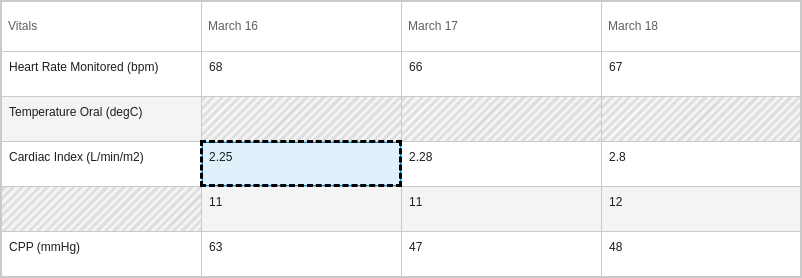 Vitals March 16 March 17 March 18
Heart Rate Monitored (bpm) 68 66 67
Temperature Oral (degC)
Cardiac Index (L/min/m2) 2.25 2.28 2.8
11 11 12
CPP (mmHg) 63 47 48